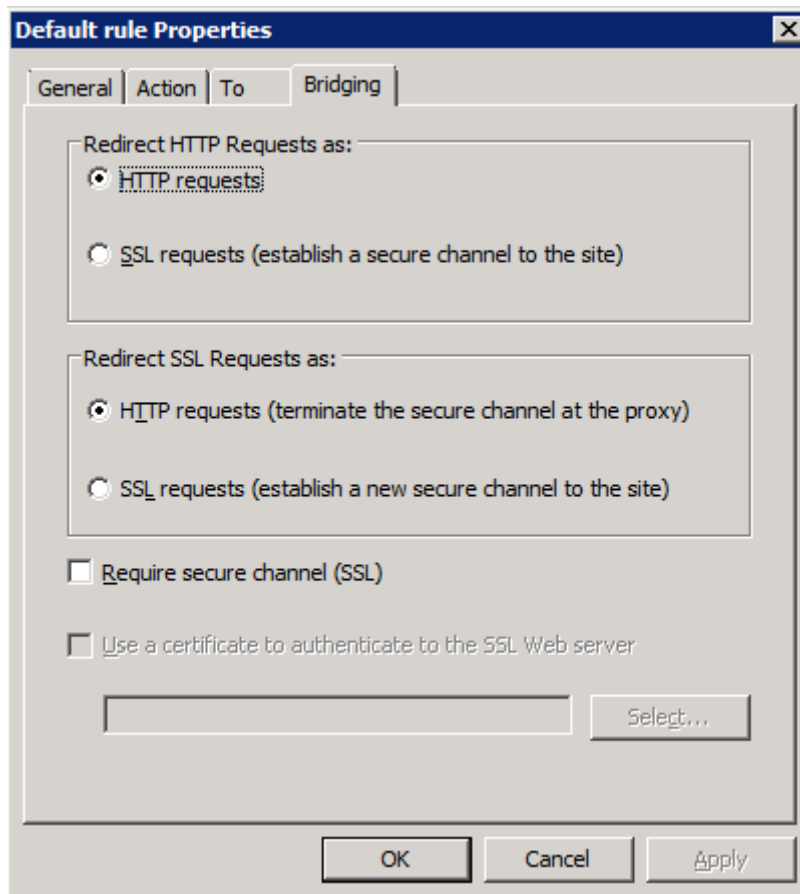 Default rule Properties
General Action To Bridging
Redirect HTTP Requests as:
HTTP requests
SSL requests (establish a secure channel to the site)
Redirect SSL Requests as:
HTTP requests (terminate the secure channel at the proxy)
SSL requests (establish a new secure channel to the site)
Require secure channel (SSL)
Use a certificate to authenticate to the SSL Web server
Select...
OK Cancel Apply